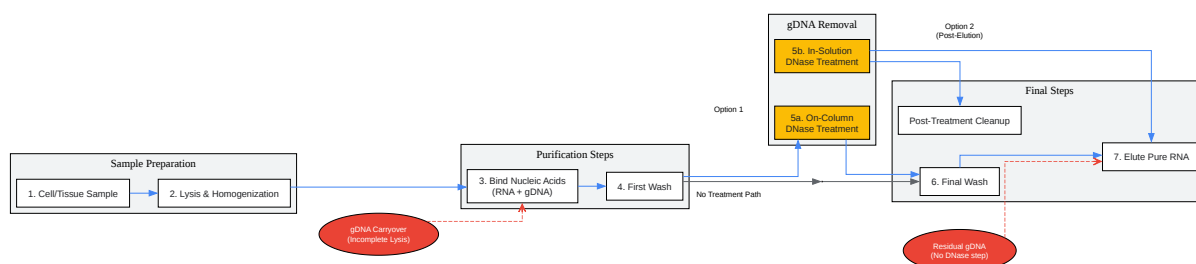 Sample Preparation
1. Cell/Tissue Sample
2. Lysis & Homogenization
gDNA Carryover
(Incomplete Lysis)
Purification Steps
3. Bind Nucleic Acids
(RNA + gDNA)
4. First Wash
Option 1
No Treatment Path
gDNA Removal
5b. In-Solution
DNase Treatment
5a. On-Column
DNase Treatment
Option 2
(Post-Elution)
Final Steps
Post-Treatment Cleanup
6. Final Wash
7. Elute Pure RNA
Residual gDNA
(No DNase step)